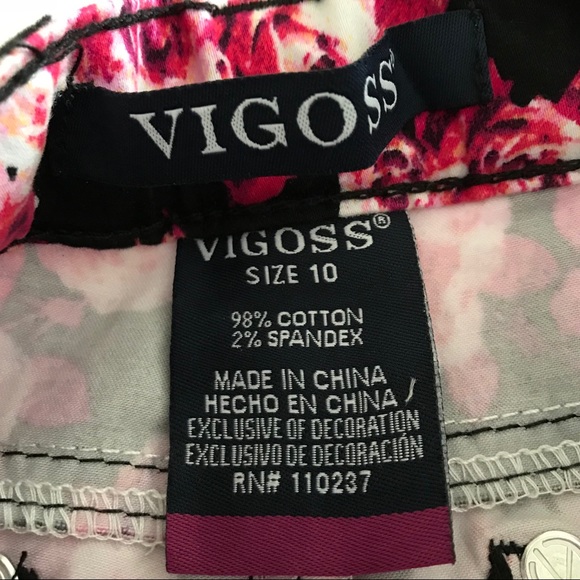 VIGOSS
VIGOSS®
SIZE 10
98% COTTON
2% SPANDEX
MADE IN CHINA
HECHO EN CHINA
EXCLUSIVE OF DECORATION
EXCLUSIVO DE DECORACIÓN
RN# 110237